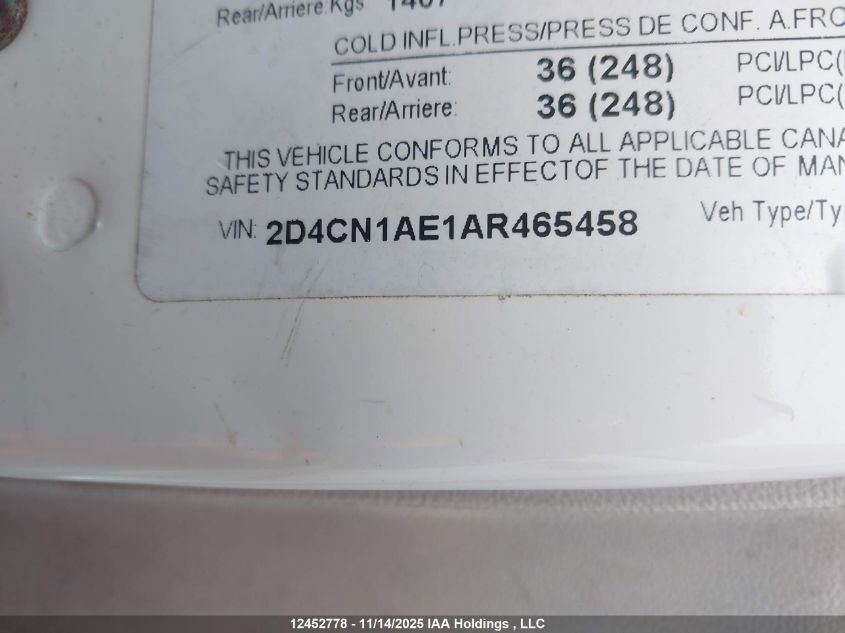 Rear/Arriere:Kgs 1407
COLD INFL.PRESS/PRESS DE CONF. A.FRO
Front/Avant: 36 (248) PCI/LPC(
Rear/Arriere: 36 (248) PCI/LPC(
THIS VEHICLE CONFORMS TO ALL APPLICABLE CANA
SAFETY STANDARDS IN EFFECTOF THE DATE OF MAN
VIN: 2D4CN1AE1AR465458 Veh Type/Ty
12452778 - 11/14/2025 IAA Holdings , LLC